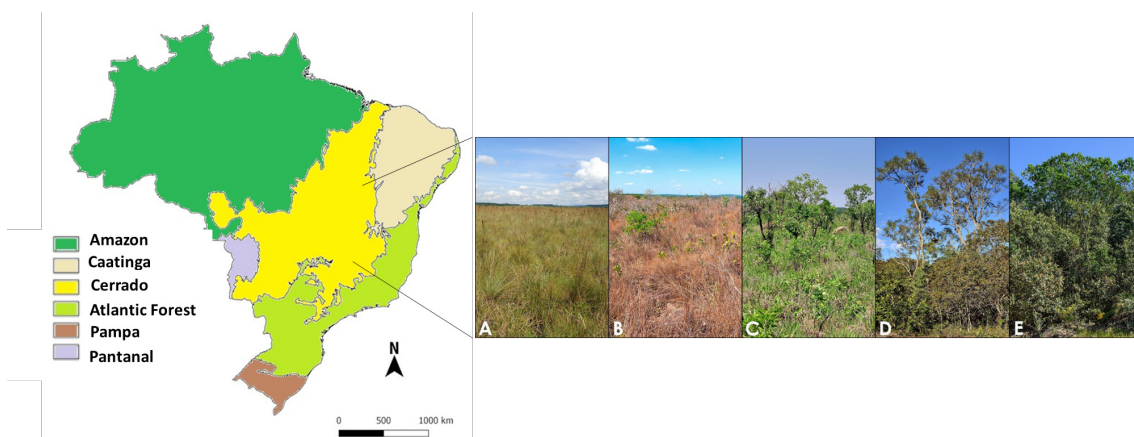 Amazon
Caatinga
Cerrado
Atlantic Forest
Pampa
Pantanal
N
0 500 1000 km
A B C D E